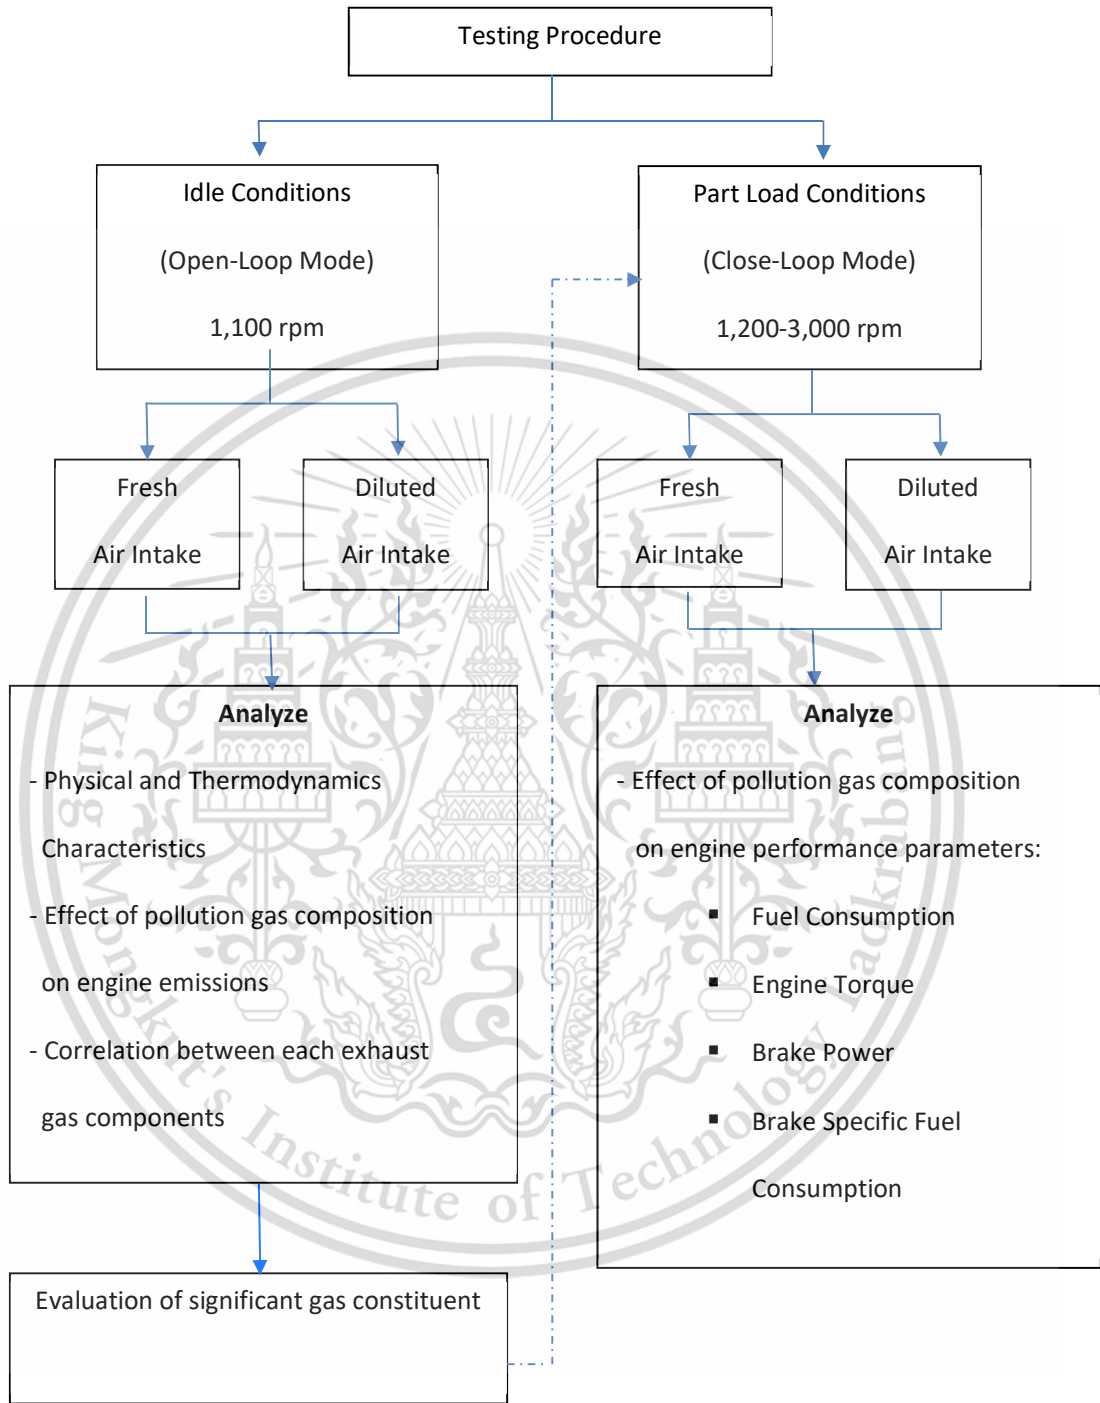 Testing Procedure
Idle Conditions
(Open-Loop Mode)
1,100 rpm
Part Load Conditions
(Close-Loop Mode)
1,200-3,000 rpm
Fresh
Air Intake
Diluted
Air Intake
Fresh
Air Intake
Diluted
Air Intake
Analyze
- Physical and Thermodynamics
Characteristics
- Effect of pollution gas composition
on engine emissions
- Correlation between each exhaust
gas components
Analyze
- Effect of pollution gas composition
on engine performance parameters:
▪ Fuel Consumption
▪ Engine Torque
▪ Brake Power
▪ Brake Specific Fuel
Consumption
Evaluation of significant gas constituent
King Mongkut's Institute of Technology Ladkrabang